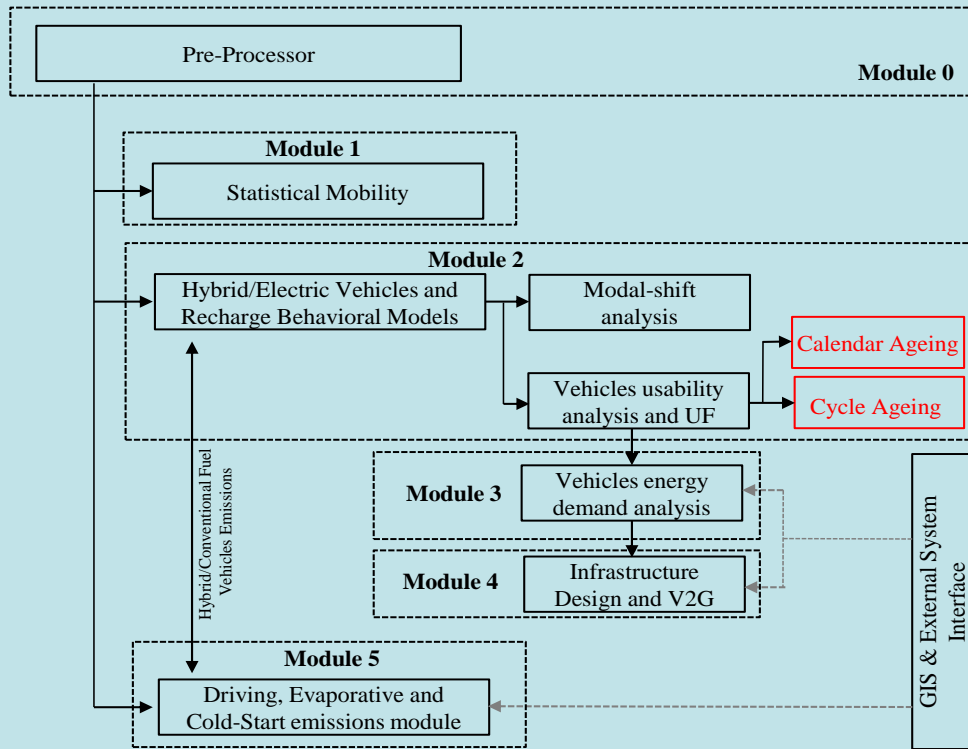 Pre-Processor
Module 0
Module 1
Statistical Mobility
Module 2
Hybrid/Electric Vehicles and
Recharge Behavioral Models
Modal-shift
analysis
Calendar Ageing
Vehicles usability
analysis and UF
Cycle Ageing
Hybrid/Conventional Fuel
Vehicles Emissions
Module 3
Vehicles energy
demand analysis
Module 4
Infrastructure
Design and V2G
GIS & External System
Interface
Module 5
Driving, Evaporative and
Cold-Start emissions module